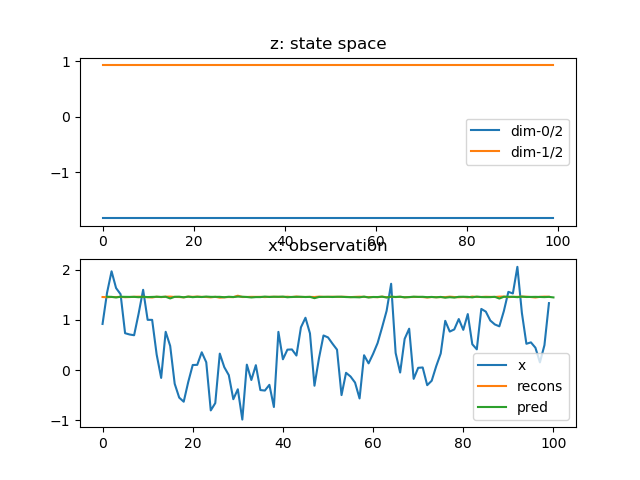 z: state space
1
0
−1
dim-0/2
dim-1/2
0 20 40 60 80 100
x: observation
2
1
0
−1
x
recons
pred
0 20 40 60 80 100